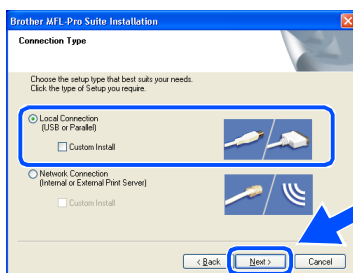 Brother MFL-Pro Suite Installation
Connection Type
Choose the setup type that best suits your needs.
Click the type of Setup you require.
Local Connection
(USB or Parallel)
Custom Install
Network Connection
(Internal or External Print Server)
Custom Install
< Back Next > Cancel